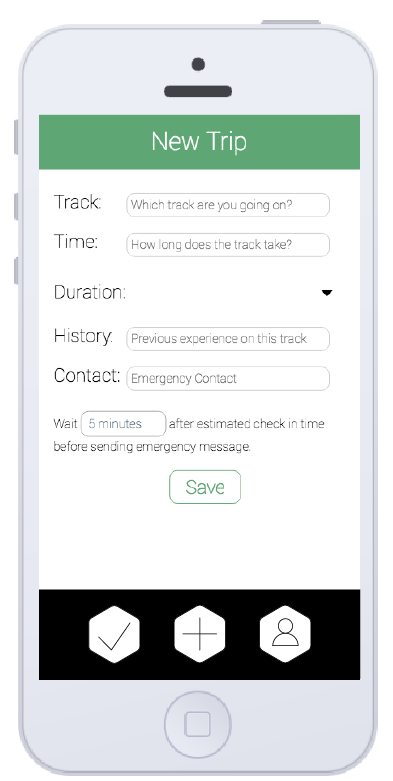 New Trip
Track: Which track are you going on?
Time: How long does the track take?
Duration:
History: Previous experience on this track
Contact: Emergency Contact
Wait 5 minutes after estimated check in time
before sending emergency message.
Save